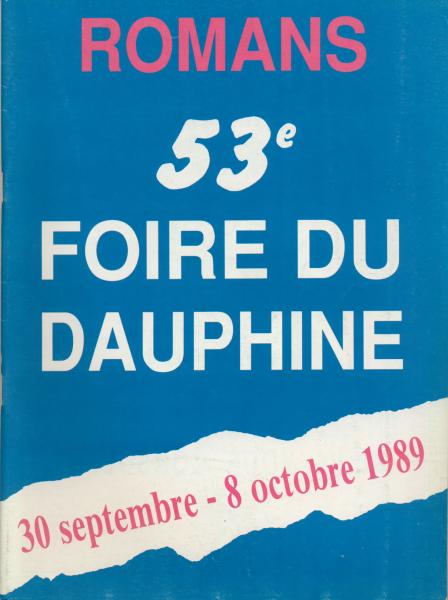 ROMANS
53e
FOIRE DU
DAUPHINE
30 septembre - 8 octobre 1989